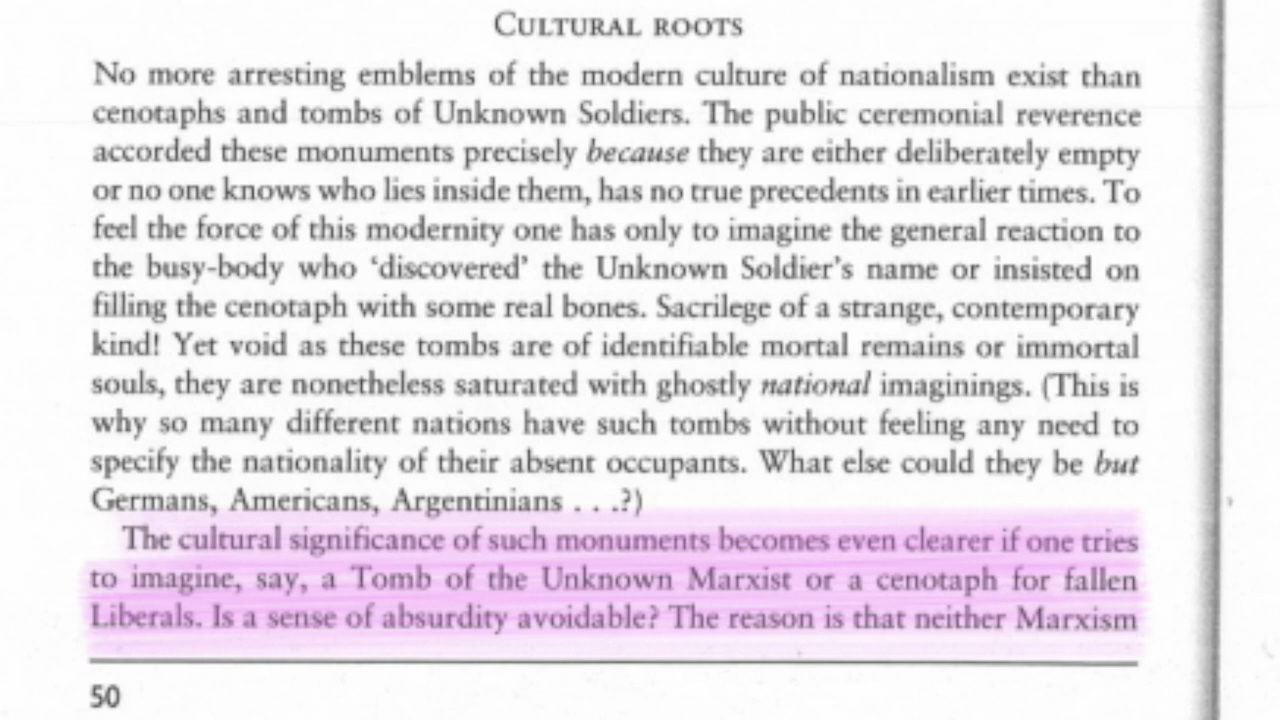 CULTURAL ROOTS
No more arresting emblems of the modern culture of nationalism exist than
cenotaphs and tombs of Unknown Soldiers. The public ceremonial reverence
accorded these monuments precisely because they are either deliberately empty
or no one knows who lies inside them, has no true precedents in earlier times. To
feel the force of this modernity one has only to imagine the general reaction to
the busy-body who ‘discovered’ the Unknown Soldier’s name or insisted on
filling the cenotaph with some real bones. Sacrilege of a strange, contemporary
kind! Yet void as these tombs are of identifiable mortal remains or immortal
souls, they are nonetheless saturated with ghostly national imaginings. (This is
why so many different nations have such tombs without feeling any need to
specify the nationality of their absent occupants. What else could they be but
Germans, Americans, Argentinians . . .?)
The cultural significance of such monuments becomes even clearer if one tries
to imagine, say, a Tomb of the Unknown Marxist or a cenotaph for fallen
Liberals. Is a sense of absurdity avoidable? The reason is that neither Marxism
50